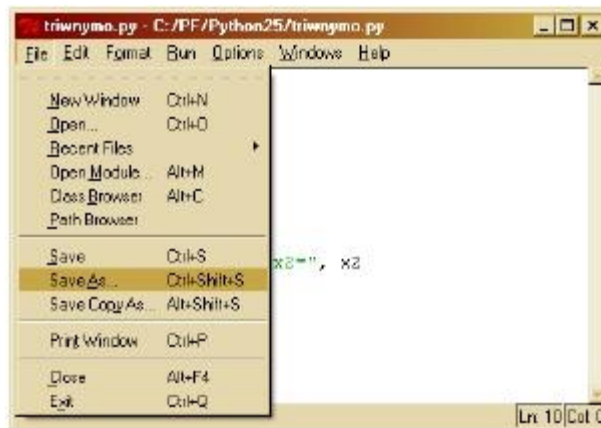 triwnymo.py - C:/PF/Python25/triwnymo.py
File Edit Format Run Options Windows Help
New Window Ctrl+N
Open... Ctrl+O
Recent Files
Open Module... Alt+M
Class Browser Alt+C
Path Browser
Save Ctrl+S
x2=", x2
Save As... Ctrl+Shift+S
Save Copy As... Alt+Shift+S
Print Window Ctrl+P
Close Alt+F4
Exit Ctrl+Q
Ln: 10 Col: 0